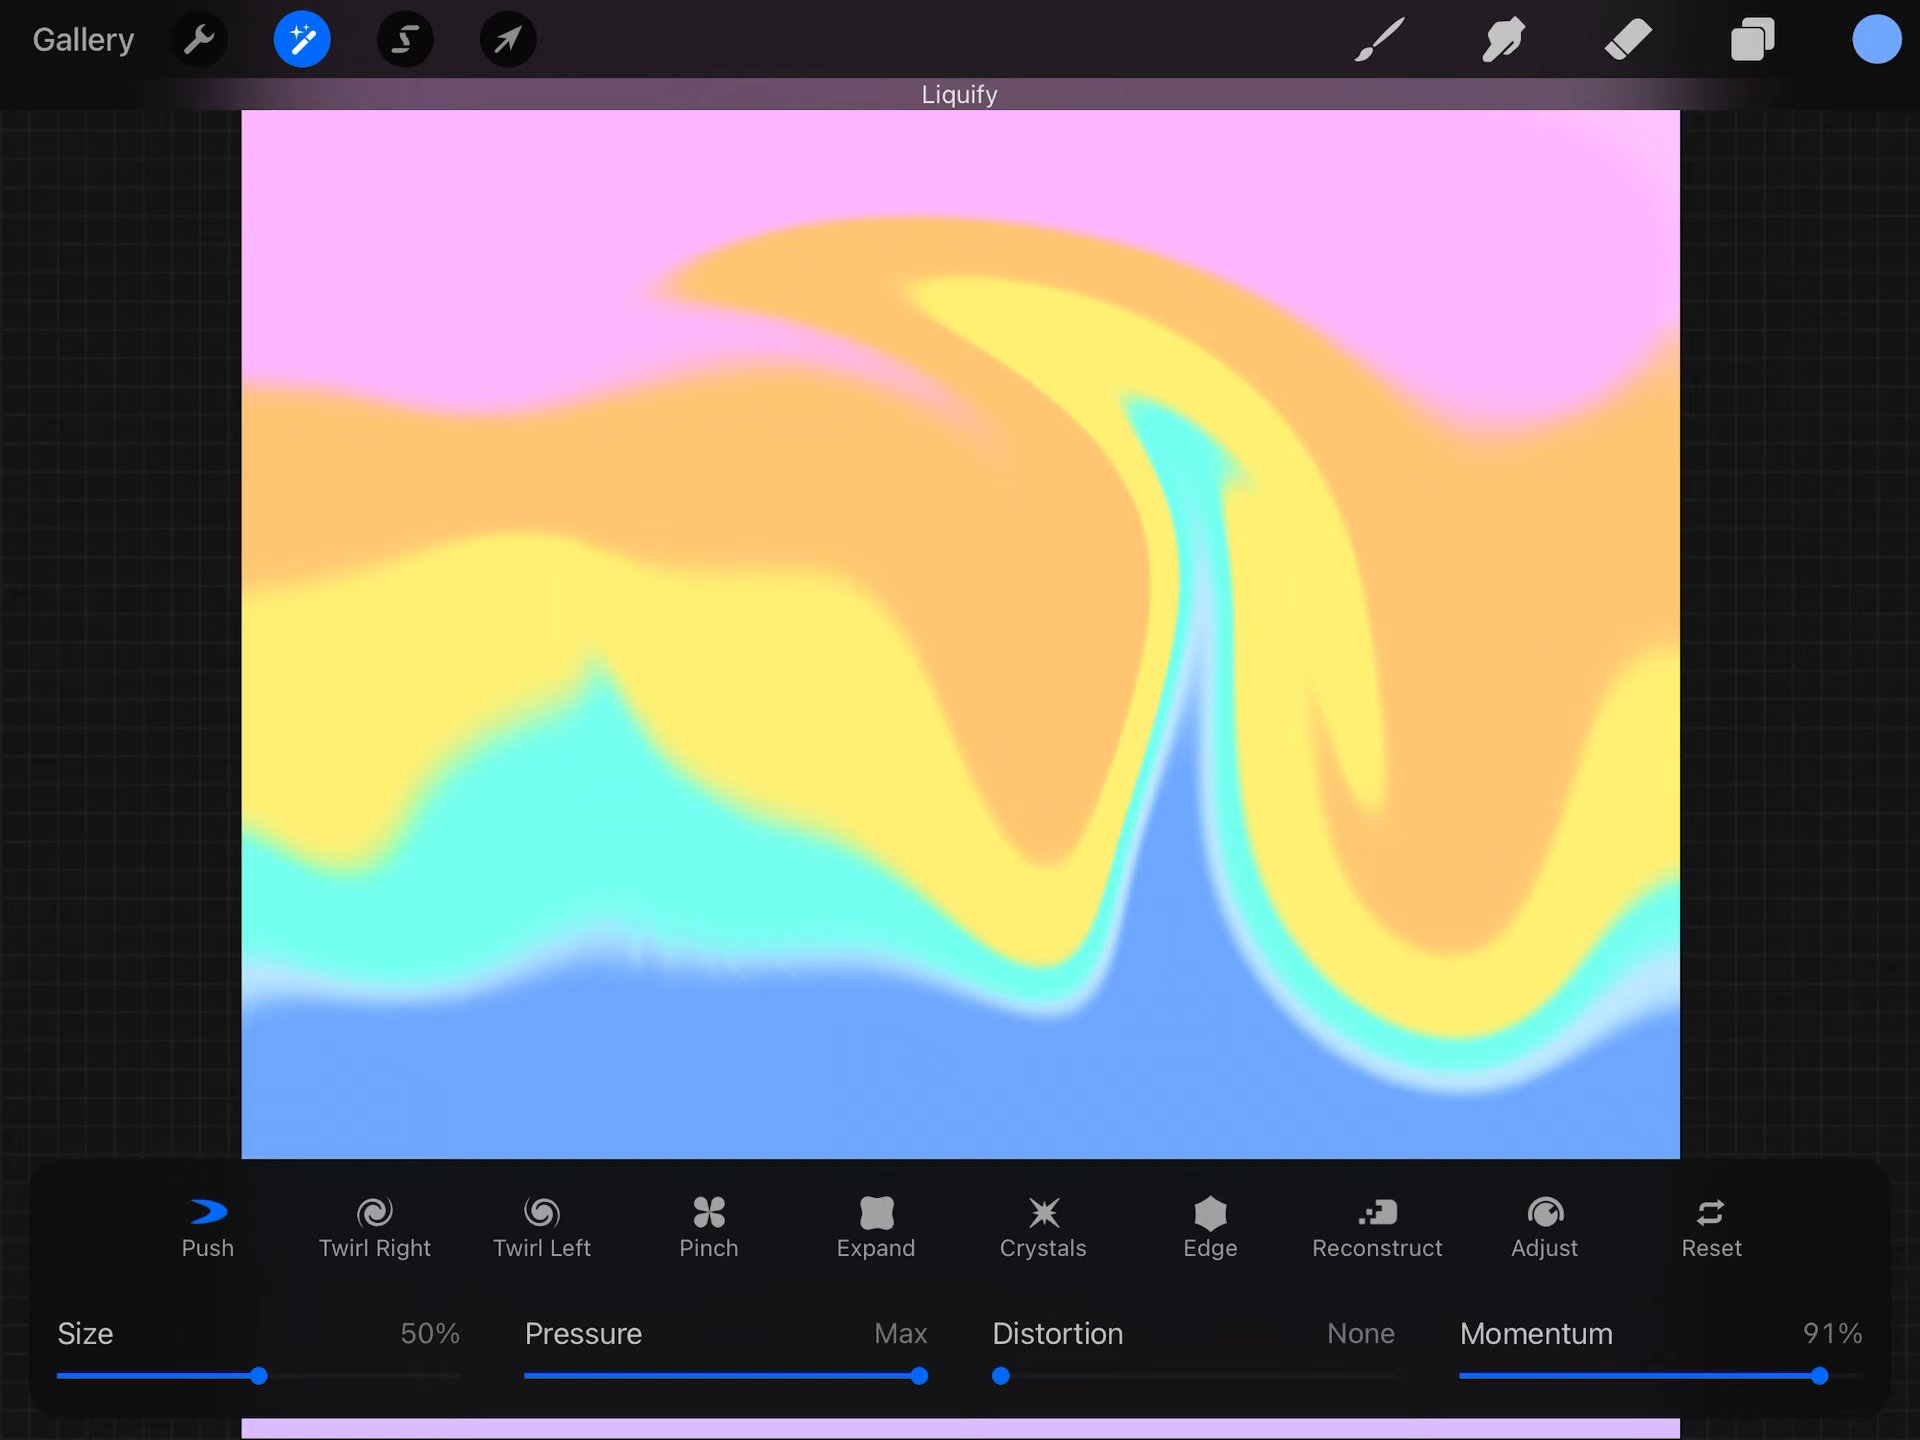 Gallery
Liquify
Push Twirl Right Twirl Left Pinch Expand Crystals Edge Reconstruct Adjust Reset
Size 50% Pressure Max Distortion None Momentum 91%